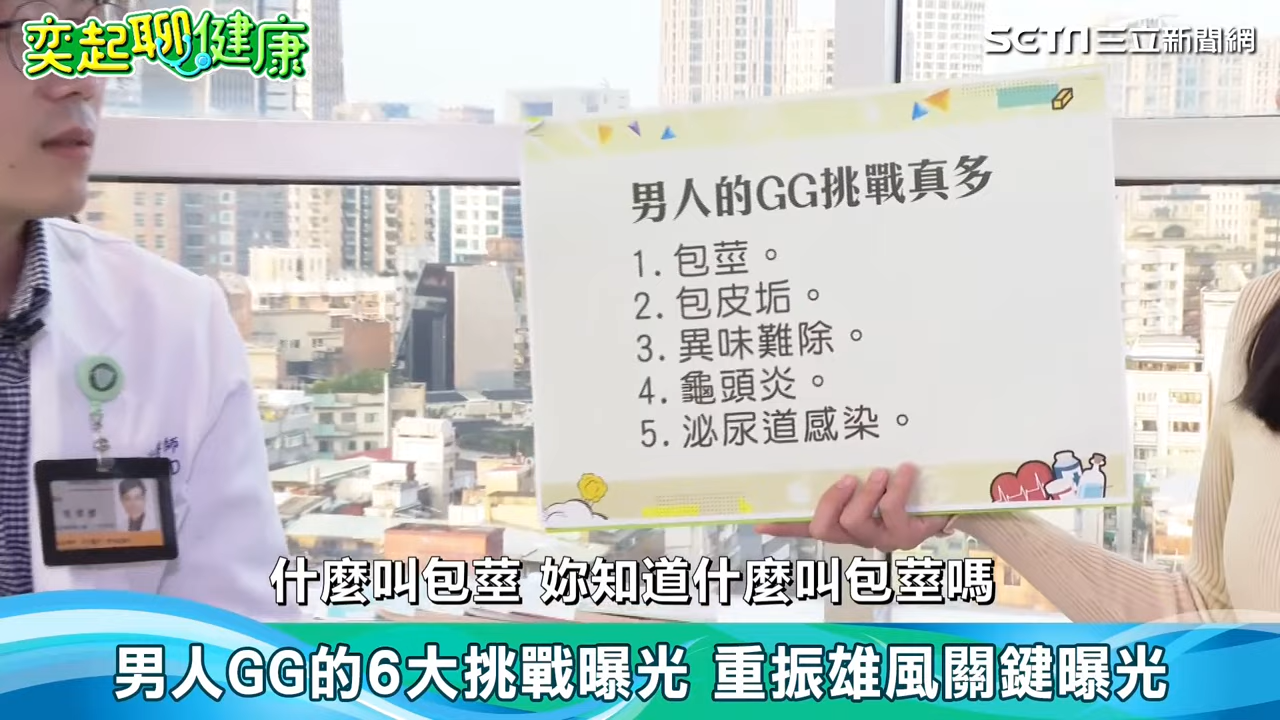 奕起聊健康
SETN三立新聞網
男人的GG挑戰真多
1. 包莖。
2. 包皮垢。
3. 異味難除。
4. 龜頭炎。
5. 泌尿道感染。
什麼叫包莖 妳知道什麼叫包莖嗎
男人GG的6大挑戰曝光 重振雄風關鍵曝光